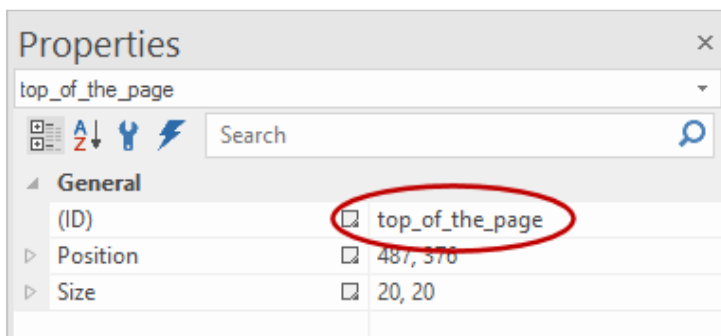 Properties
top_of_the_page
Search
General
(ID) top_of_the_page
Position 487, 376
Size 20, 20